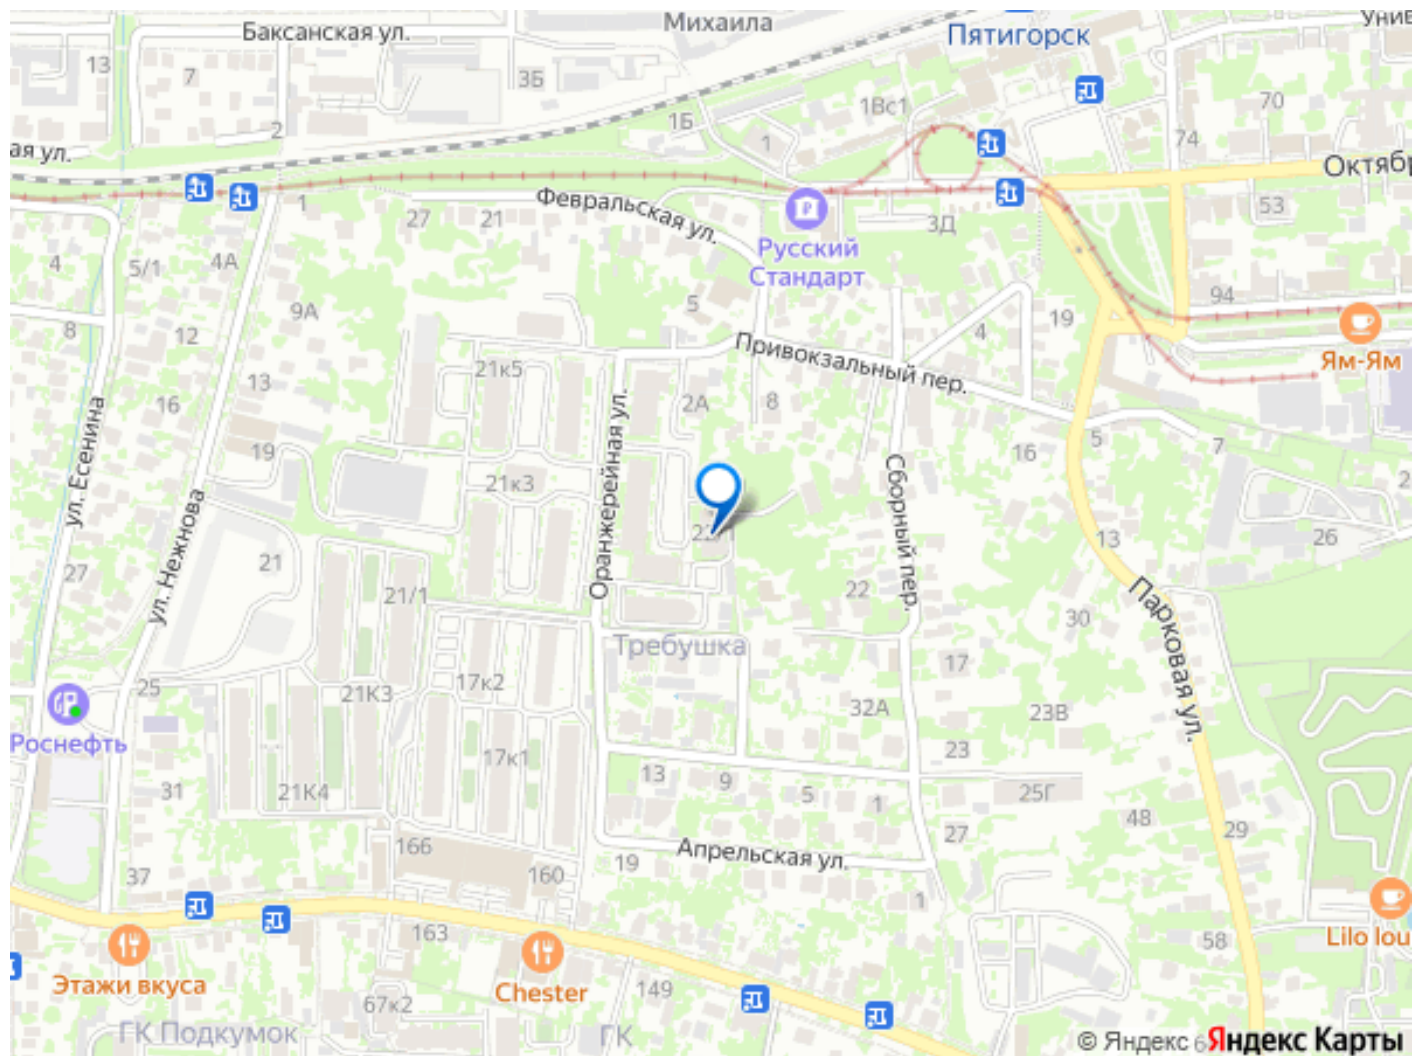 Михаила
Баксанская ул.
Пятигорск
13
7
3Б
1Вс1
70
2
1Б
1
74
ая ул.
Октябр
1
Февральская ул.
27
21
53
3Д
Русский
Стандарт
4
5/1
4А
5
94
9А
8
12
4
19
Привокзальный пер.
Ям-Ям
21к5
13
2А
8
16
ул. Есенина
Оранжерейная ул.
5
7
19
16
Сборный пер.
21к3
ул. Нежнова
2
13
26
21
27
21/1
22
30
Парковая ул.
Требушка
17
25
21К3
17к2
32А
23В
Роснефть
17к1
23
13
9
5
1
25Г
31
21К4
48
29
27
166
Апрельская ул.
19
37
160
1
163
58
Lilo lou
Этажи вкуса
Chester
149
67к2
ГК Подкумок
ГК
© Яндекс
Яндекс Карты